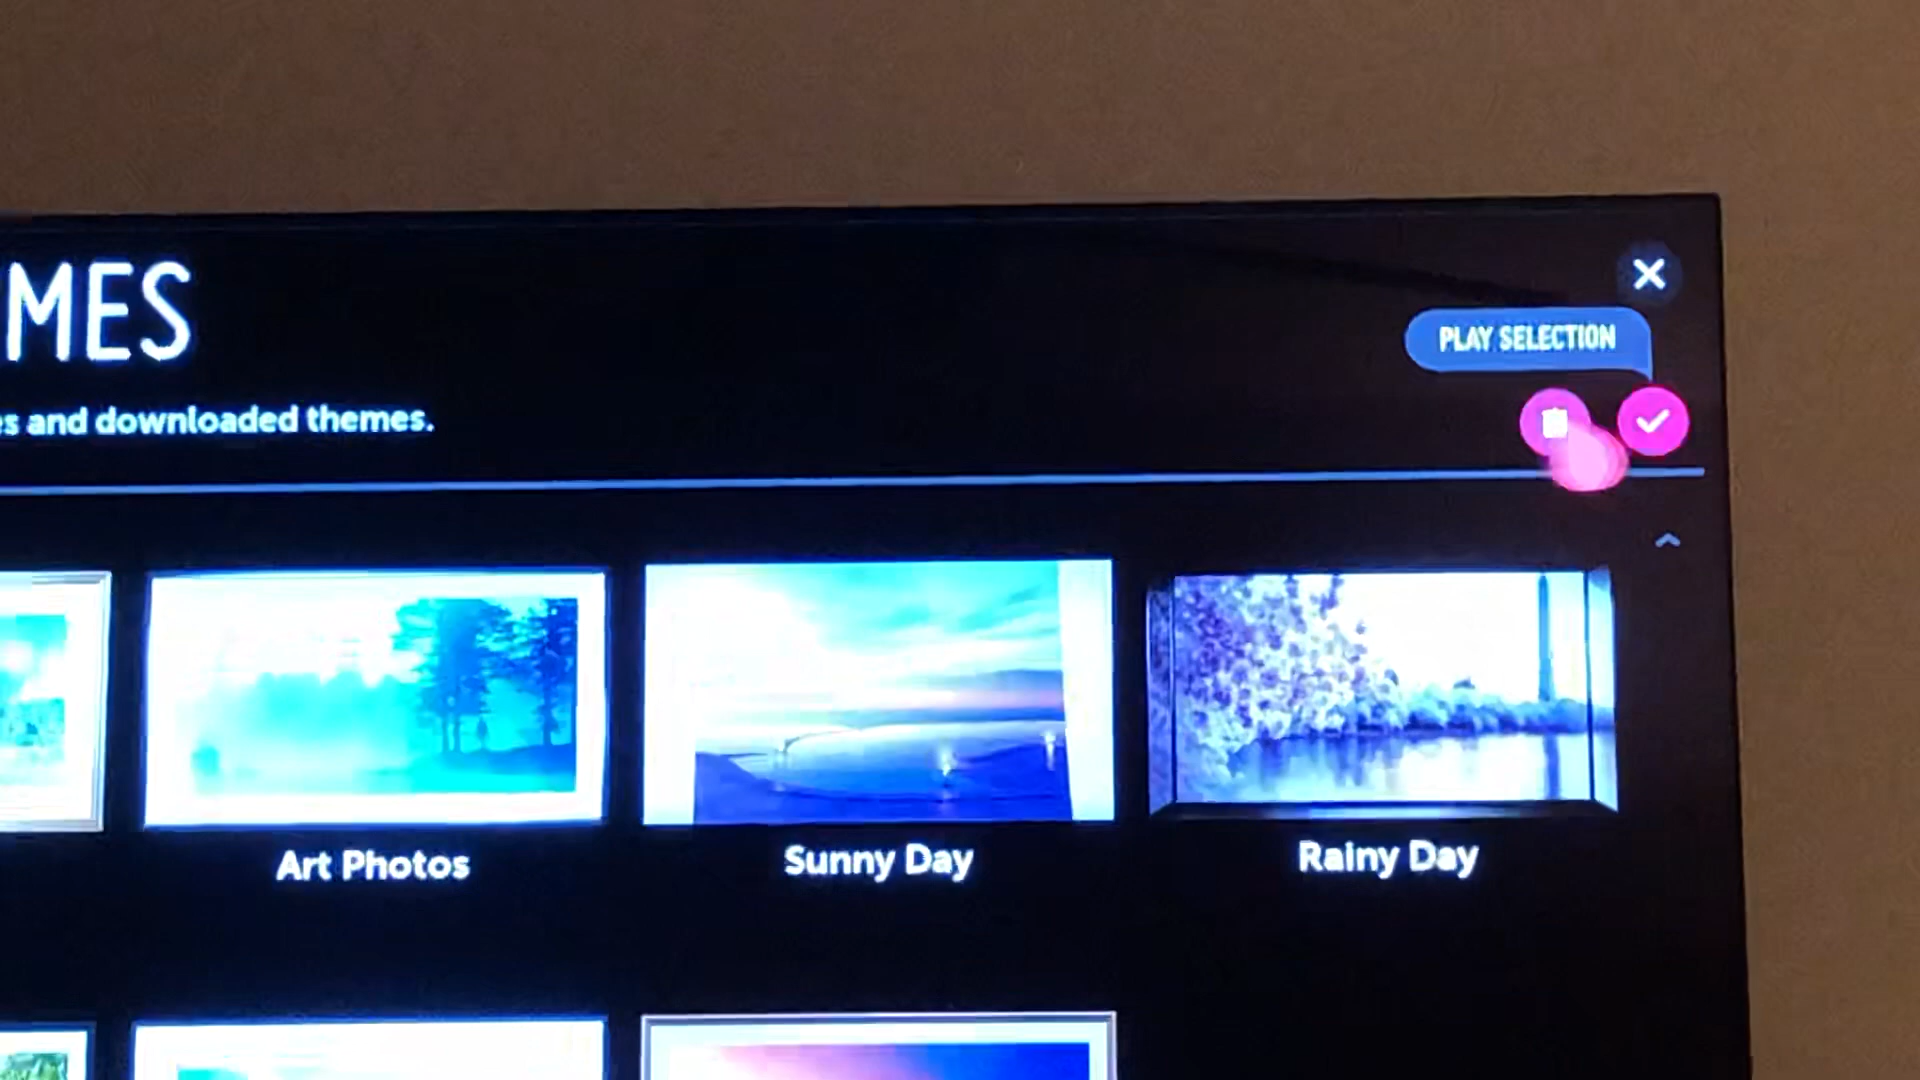 MES
PLAY SELECTION
s and downloaded themes.
Art Photos
Sunny Day
Rainy Day